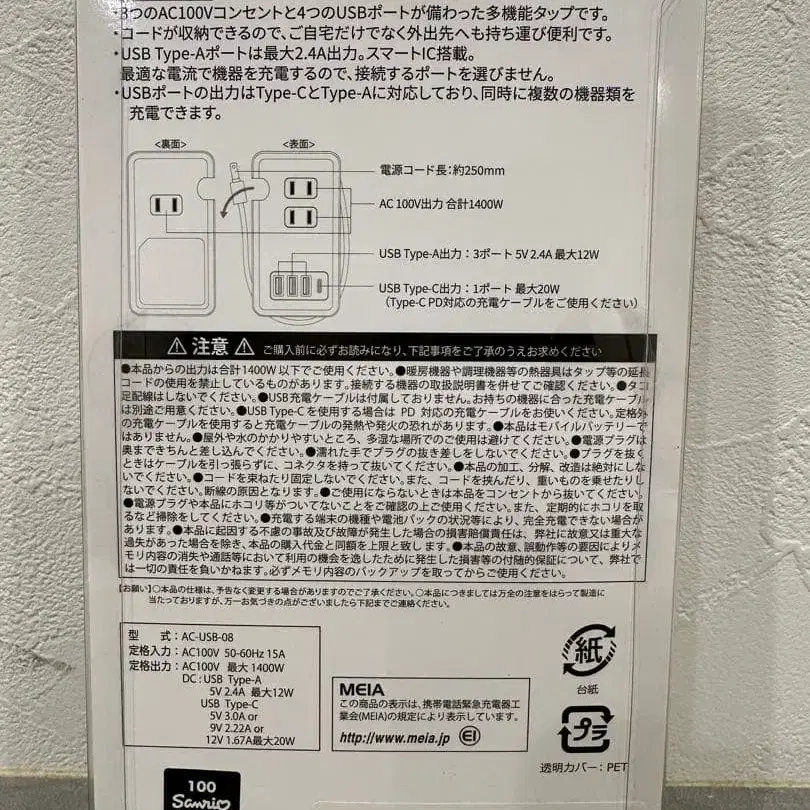 ・3つのAC100Vコンセントと4つのUSBポートが備わった多機能タップです。
・コードが収納できるので、ご自宅だけでなく外出先へも持ち運び便利です。
・USB Type-Aポートは最大2.4A出力。スマートIC搭載。
最適な電流で機器を充電するので、接続するポートを選びません。
・USBポートの出力はType-CとType-Aに対応しており、同時に複数の機器類を
充電できます。
<裏面>
<表面>
電源コード長：約250mm
AC 100V出力 合計1400W
USB Type-A出力：3ポート 5V 2.4A 最大12W
USB Type-C出力：1ポート 最大20W
（Type-C PD対応の充電ケーブルをご使用ください）
⚠ 注意 ⚠ ご購入前に必ずお読みになり、下記事項をご了承のうえお求めください
●本品からの出力は合計1400W以下でご使用ください。●暖房機器や調理機器等の熱器具はタップ等の延長
コードの使用を禁止しているものがあります。接続する機器の取扱説明書を併せてご確認ください。●タコ
足配線はしないでください。●USB充電ケーブルは付属しておりません。お持ちの機器に合った充電ケーブル
は別途ご用意ください。●USB Type-Cを使用する場合は PD 対応の充電ケーブルをお使いください。定格外
の充電ケーブルを使用すると充電ケーブルの発熱や発火の恐れがあります。●本品はモバイルバッテリーで
はありません。●屋外や水のかかりやすいところ、多湿な場所でのご使用は避けてください。●電源プラグは
奥まできちんと差し込んでください。●濡れた手でプラグの抜き差しをしないでください。●プラグを抜く
ときはケーブルを引っ張らずに、コネクタを持って抜いてください。●本品の加工、分解、改造は絶対にしな
いでください。●コードを束ねたり固定しないでください。また、コードを挟んだり、重いものを乗せたりし
ないでください。断線の原因となります。●ご使用にならないときは本品をコンセントから抜いてください。
●電源プラグや本品にホコリ等がついてないことをご確認の上ご使用ください。また、定期的にホコリを取
るなど掃除をしてください。●充電する端末の機種や電池パックの状況等により、完全充電できない場合が
あります。●本品に起因する不慮の事故及び故障が発生した場合の損害賠償責任は、弊社に故意又は重大な
過失があった場合を除き、本品の購入代金と同額を上限と致します。●本品の故意、誤動作等の要因によりメ
モリ内容の消失や通話等において利用の機会を逸したために発生した損害等の付随的保証について、弊社で
は一切の責任を負いかねます。必ずメモリ内容のバックアップを取ってからご使用ください。
【お願い】○本品の仕様は、予告なく変更する場合がありますのでご了承ください。○本品につきましては万全の注意をはらって製造に
当たっておりますが、万一お気づきの点がございましたら下記までご連絡ください。
型 式：AC-USB-08
定格入力：AC100V 50-60Hz 15A
定格出力：AC100V 最大1400W
DC：USB Type-A
5V 2.4A 最大12W
USB Type-C
5V 3.0A or
9V 2.22A or
12V 1.67A最大20W
MEIA
この商品の表示は、携帯電話緊急充電器工
業会(MEIA)の規定により表示しています。
http://www.meia.jp
紙
台紙
プラ
透明カバー：PET
100
Sanrio